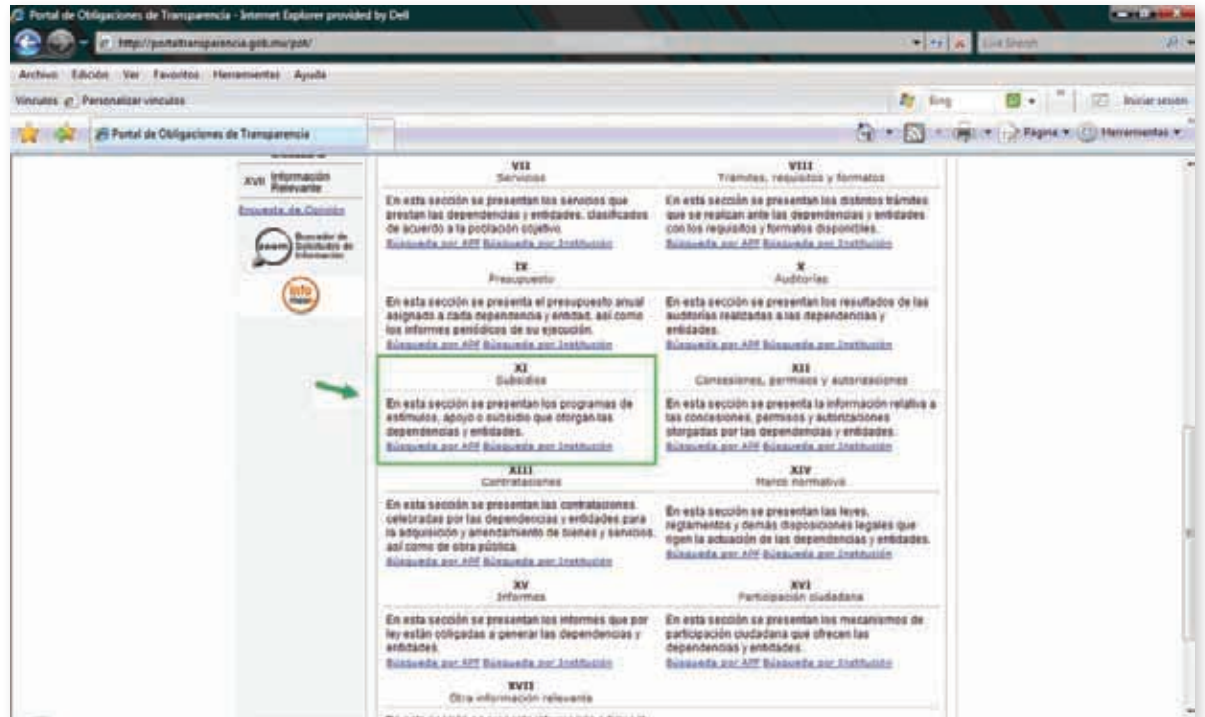 Portal de Obligaciones de Transparencia - Internet Explorer provided by Dell
http://portaltransparencia.gob.mx/pot/
Live Search
Archivo Edición Ver Favoritos Herramientas Ayuda
Vínculos Personalizar vínculos
Bing
Iniciar sesión
Portal de Obligaciones de Transparencia
Página
Herramientas
XVII Información Relevante
Encuesta de Opinión
Buscador de
Solicitudes de
Información
info
mex
VII
Servicios
En esta sección se presentan los servicios que
prestan las dependencias y entidades, clasificados
de acuerdo a la población objetivo.
Búsqueda por APF Búsqueda por Institución
VIII
Trámites, requisitos y formatos
En esta sección se presentan los distintos trámites
que se realizan ante las dependencias y entidades
con los requisitos y formatos disponibles.
Búsqueda por APF Búsqueda por Institución
IX
Presupuesto
En esta sección se presenta el presupuesto anual
asignado a cada dependencia y entidad, así como
los informes periódicos de su ejecución.
Búsqueda por APF Búsqueda por Institución
X
Auditorías
En esta sección se presentan los resultados de las
auditorías realizadas a las dependencias y
entidades.
Búsqueda por APF Búsqueda por Institución
XI
Subsidios
En esta sección se presentan los programas de
estímulos, apoyo o subsidio que otorgan las
dependencias y entidades.
Búsqueda por APF Búsqueda por Institución
XII
Concesiones, permisos y autorizaciones
En esta sección se presenta la información relativa a
las concesiones, permisos y autorizaciones
otorgadas por las dependencias y entidades.
Búsqueda por APF Búsqueda por Institución
XIII
Contrataciones
En esta sección se presentan las contrataciones
celebradas por las dependencias y entidades para
la adquisición y arrendamiento de bienes y servicios,
así como de obra pública.
Búsqueda por APF Búsqueda por Institución
XIV
Marco normativo
En esta sección se presentan las leyes,
reglamentos y demás disposiciones legales que
rigen la actuación de las dependencias y entidades.
Búsqueda por APF Búsqueda por Institución
XV
Informes
En esta sección se presentan los informes que por
ley están obligadas a generar las dependencias y
entidades.
Búsqueda por APF Búsqueda por Institución
XVI
Participación ciudadana
En esta sección se presentan los mecanismos de
participación ciudadana que ofrecen las
dependencias y entidades.
Búsqueda por APF Búsqueda por Institución
XVII
Otra información relevante